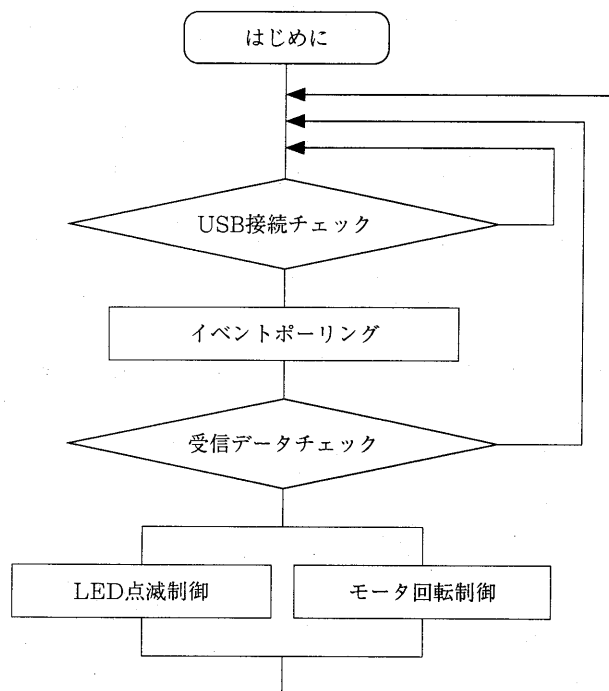 はじめに
USB接続チェック
イベントポーリング
受信データチェック
LED点滅制御
モータ回転制御